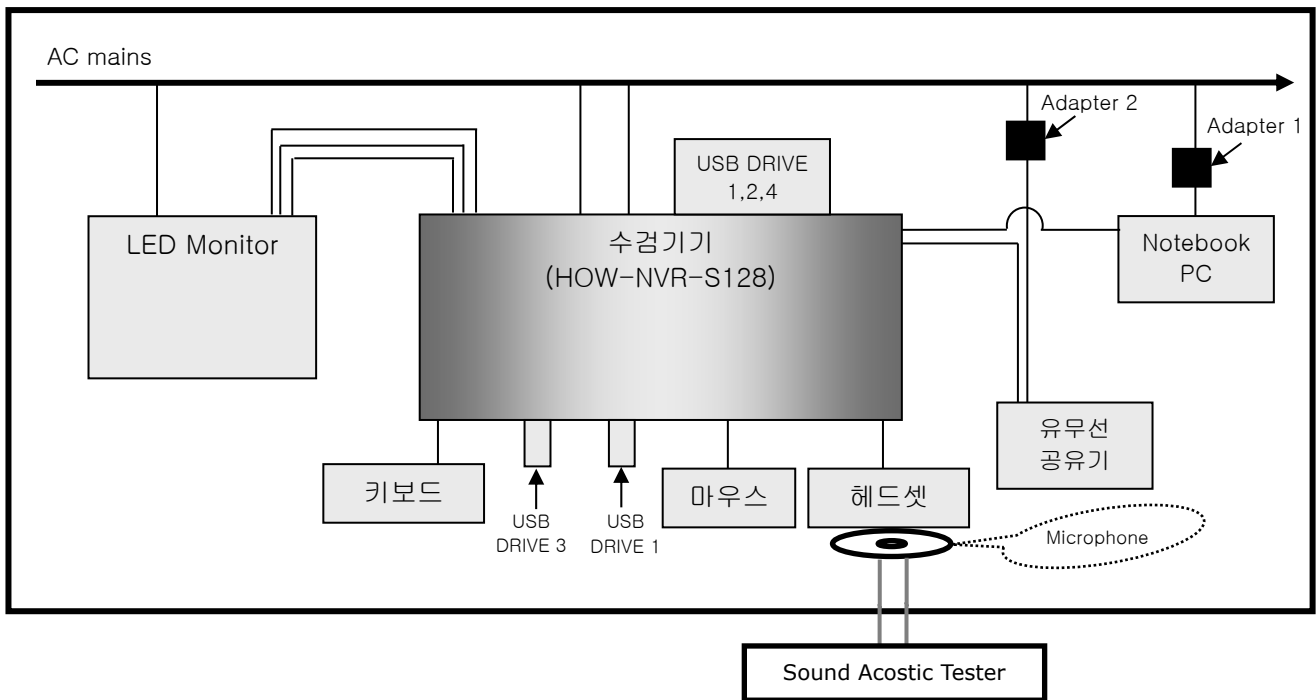 AC mains
Adapter 2
Adapter 1
USB DRIVE
1,2,4
LED Monitor
수검기기
(HOW-NVR-S128)
Notebook
PC
유무선
공유기
키보드
USB
DRIVE 3
USB
DRIVE 1
마우스
헤드셋
Microphone
Sound Acostic Tester